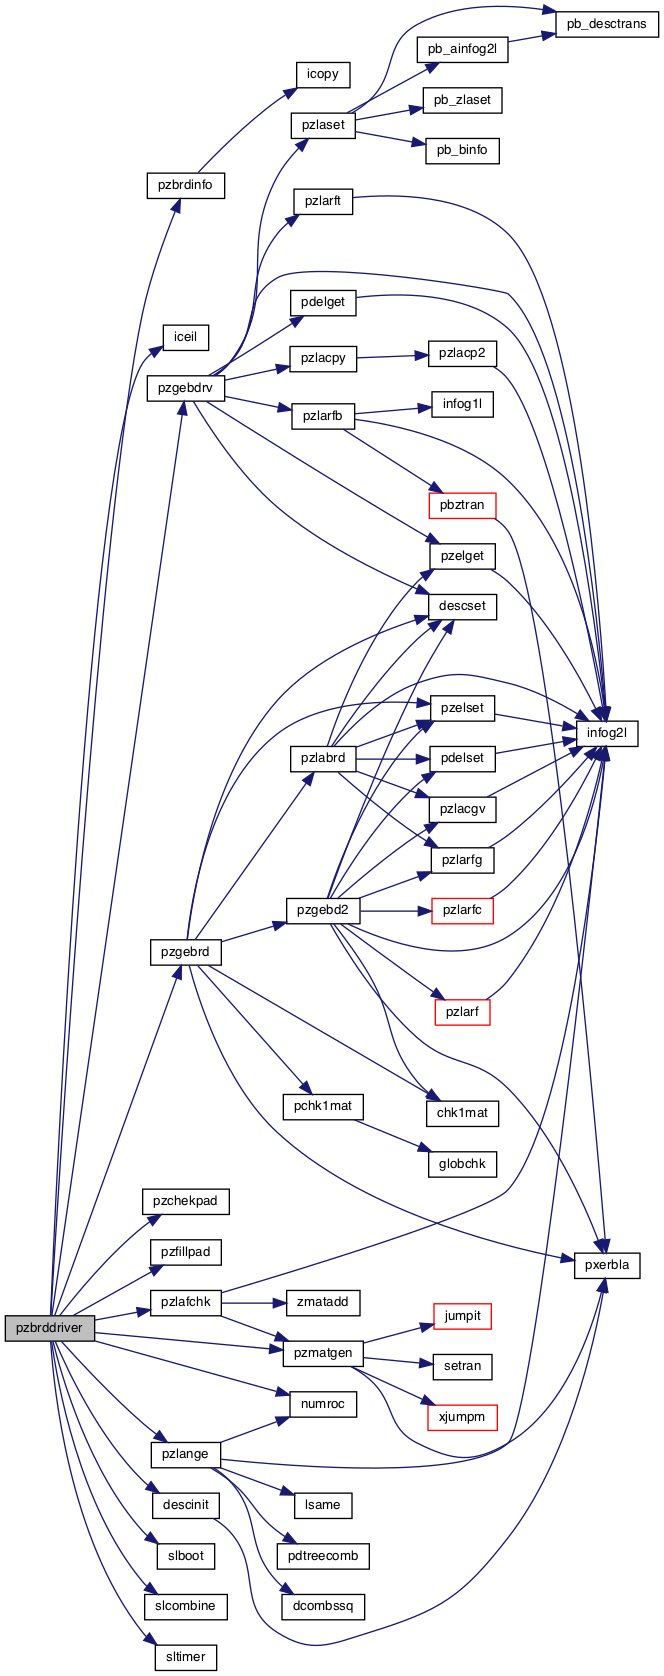 pb_desctrans
pb_ainfog2l
icopy
pb_zlaset
pzlaset
pb_binfo
pzbrdinfo
pzlarft
pdelget
iceil
pzlacp2
pzlacpy
pzgebdrv
infog1l
pzlarfb
pbztran
pzelget
descset
pzelset
infog2l
pzlabrd
pdelset
pzlacgv
pzlarfg
pzgebd2
pzlarfc
pzgebrd
pzlarf
pchk1mat
chk1mat
globchk
pzchekpad
pzfillpad
pxerbla
pzlafchk
zmatadd
jumpit
pzbrddriver
pzmatgen
setran
numroc
xjumpm
pzlange
descinit
lsame
slboot
pdtreecomb
slcombine
dcombssq
sltimer